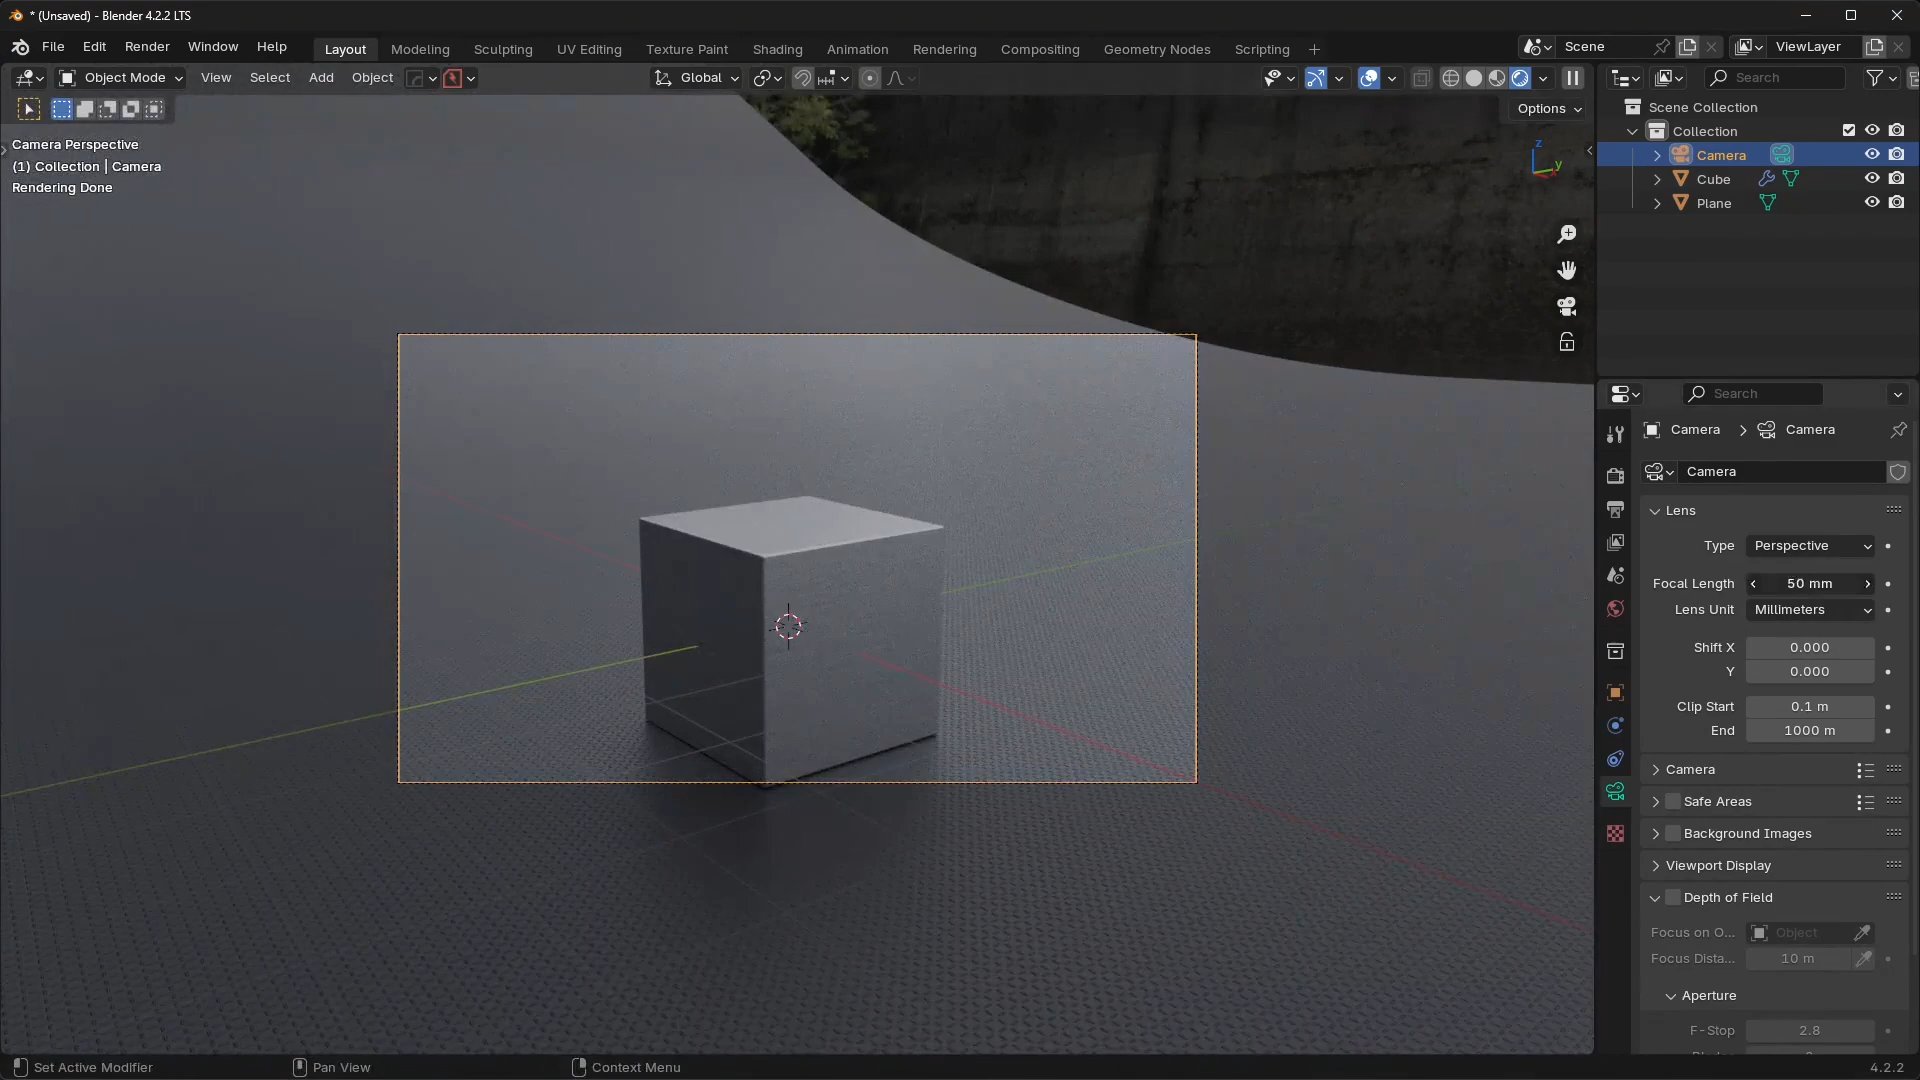 * (Unsaved) - Blender 4.2.2 LTS
File Edit Render Window Help Layout Modeling Sculpting UV Editing Texture Paint Shading Animation Rendering Compositing Geometry Nodes Scripting Scene ViewLayer
Object Mode View Select Add Object Global Search
Options
Camera Perspective
(1) Collection | Camera
Rendering Done
Z
Y
Scene Collection
Collection
Camera
Cube
Plane
Search
Camera Camera
Camera
Lens
Type Perspective
Focal Length 50 mm
Lens Unit Millimeters
Shift X 0.000
Y 0.000
Clip Start 0.1 m
End 1000 m
Camera
Safe Areas
Background Images
Viewport Display
Depth of Field
Focus on O... Object
Focus Dista... 10 m
Aperture
F-Stop 2.8
Set Active Modifier Pan View Context Menu 4.2.2